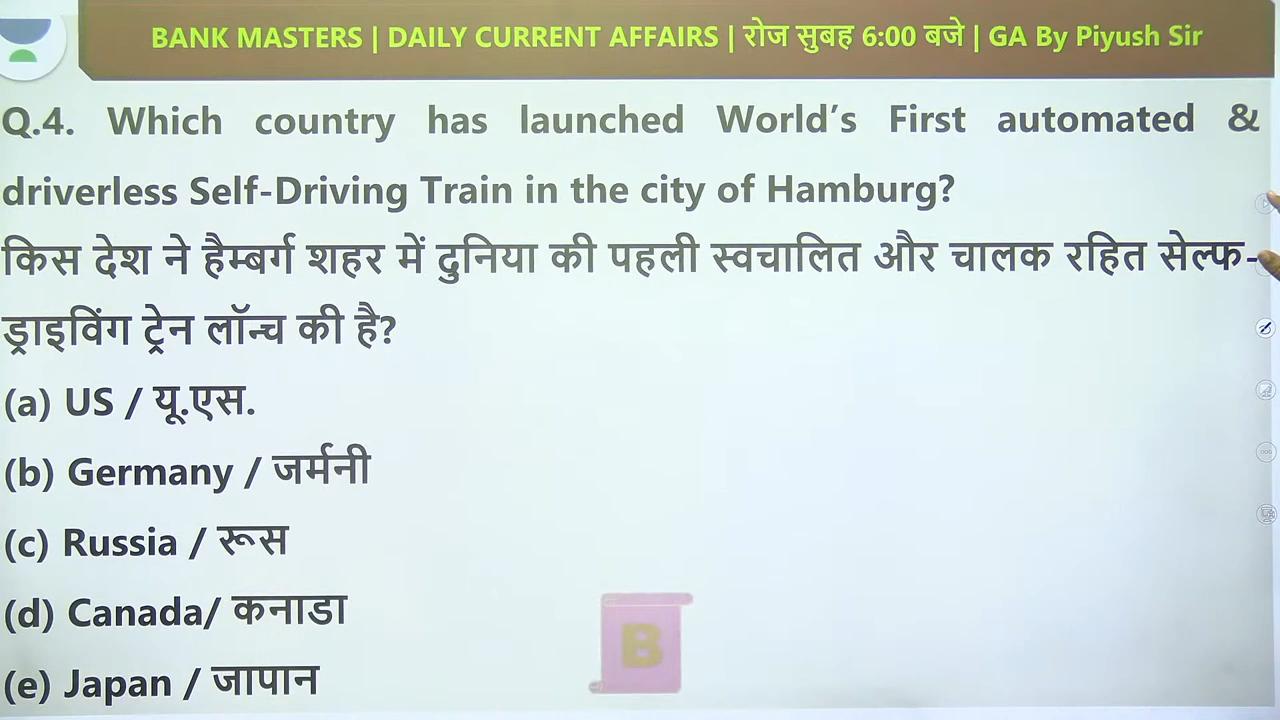 BANK MASTERS | DAILY CURRENT AFFAIRS | रोज सुबह 6:00 बजे | GA By Piyush Sir
Q.4. Which country has launched World's First automated &
driverless Self-Driving Train in the city of Hamburg?
किस देश ने हैम्बर्ग शहर में दुनिया की पहली स्वचालित और चालक रहित सेल्फ-
ड्राइविंग ट्रेन लॉन्च की है?
(a) US / यू.एस.
(b) Germany / जर्मनी
(c) Russia / रूस
(d) Canada/ कनाडा
(e) Japan / जापान
B